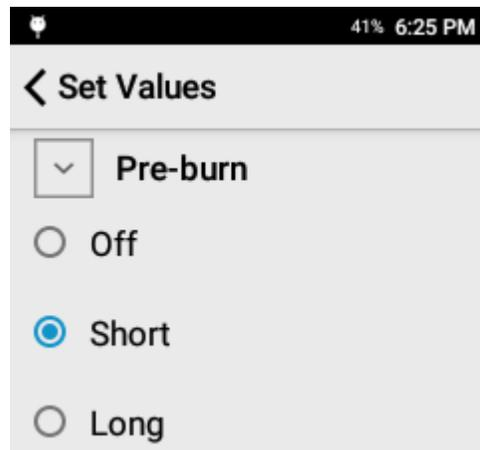 41% 6:25 PM
Set Values
Pre-burn
Off
Short
Long